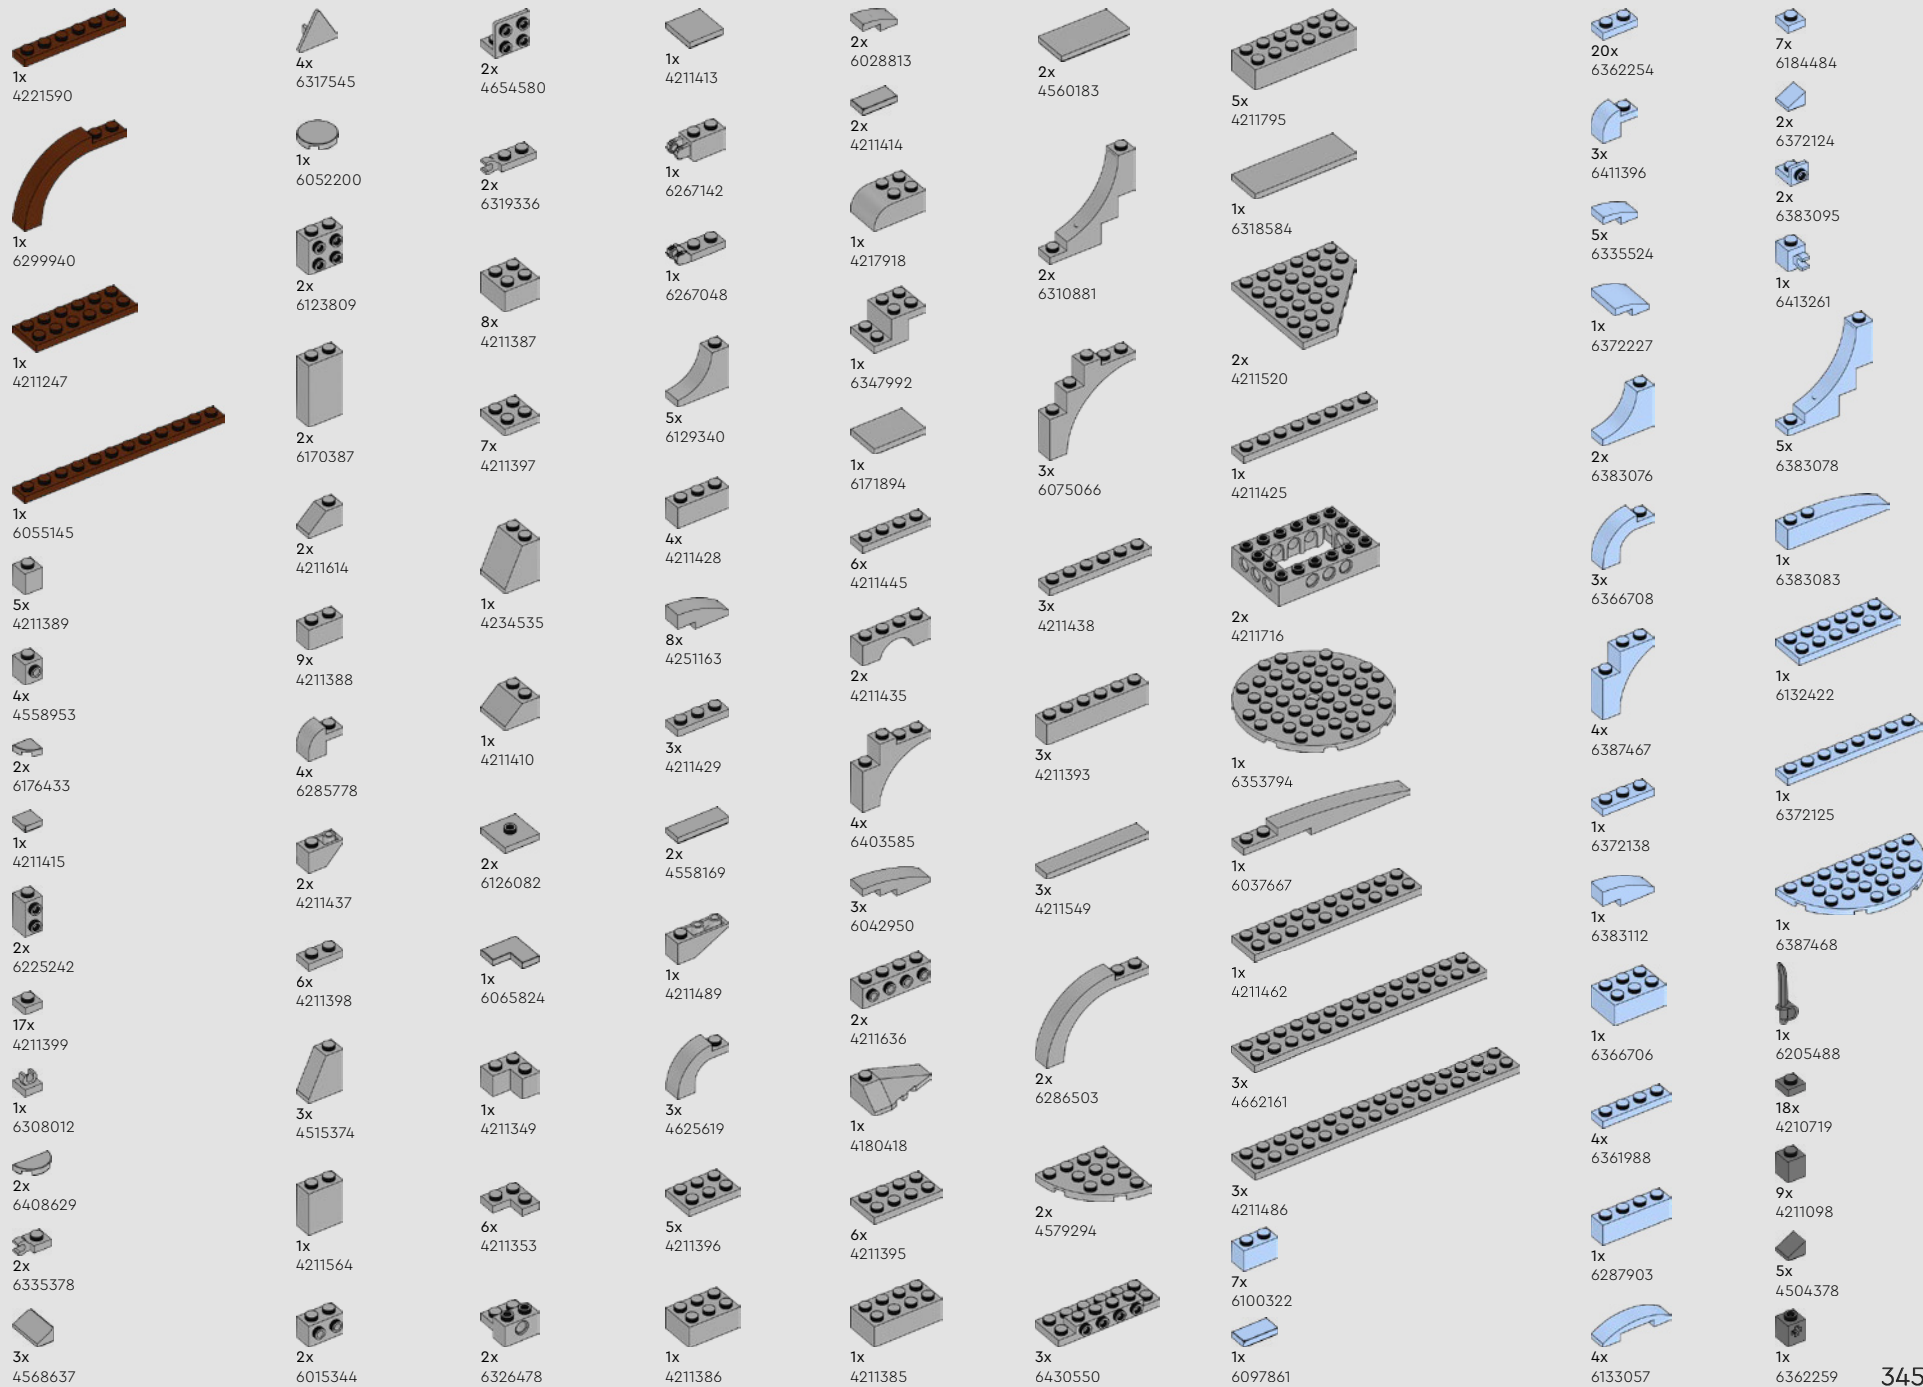 1x
4221590
1x
6299940
1x
4211247
1x
6055145
5x
4211389
4x
4558953
2x
6176433
1x
4211415
2x
6225242
17x
4211399
1x
6308012
2x
6408629
2x
6335378
3x
4568637
4x
6317545
1x
6052200
2x
6123809
2x
6170387
2x
4211614
9x
4211388
4x
6285778
2x
4211437
6x
4211398
3x
4515374
1x
4211564
2x
6015344
2x
4654580
2x
6319336
8x
4211387
7x
4211397
1x
4234535
1x
4211410
2x
6126082
1x
6065824
1x
4211349
6x
4211353
2x
6326478
1x
4211413
1x
6267142
1x
6267048
5x
6129340
4x
4211428
8x
4251163
3x
4211429
2x
4558169
1x
4211489
3x
4625619
5x
4211396
1x
4211386
2x
6028813
2x
4211414
1x
4217918
1x
6347992
1x
6171894
6x
4211445
2x
4211435
4x
6403585
3x
6042950
2x
4211636
1x
4180418
6x
4211395
1x
4211385
2x
4560183
2x
6310881
3x
6075066
3x
4211438
3x
4211393
3x
4211549
2x
6286503
2x
4579294
3x
6430550
5x
4211795
1x
6318584
2x
4211520
1x
4211425
2x
4211716
1x
6353794
1x
6037667
1x
4211462
3x
4662161
3x
4211486
7x
6100322
1x
6097861
20x
6362254
3x
6411396
5x
6335524
1x
6372227
2x
6383076
3x
6366708
4x
6387467
1x
6372138
1x
6383112
1x
6366706
4x
6361988
1x
6287903
4x
6133057
7x
6184484
2x
6372124
2x
6383095
1x
6413261
5x
6383078
1x
6383083
1x
6132422
1x
6372125
1x
6387468
1x
6205488
18x
4210719
9x
4211098
5x
4504378
1x
6362259
345